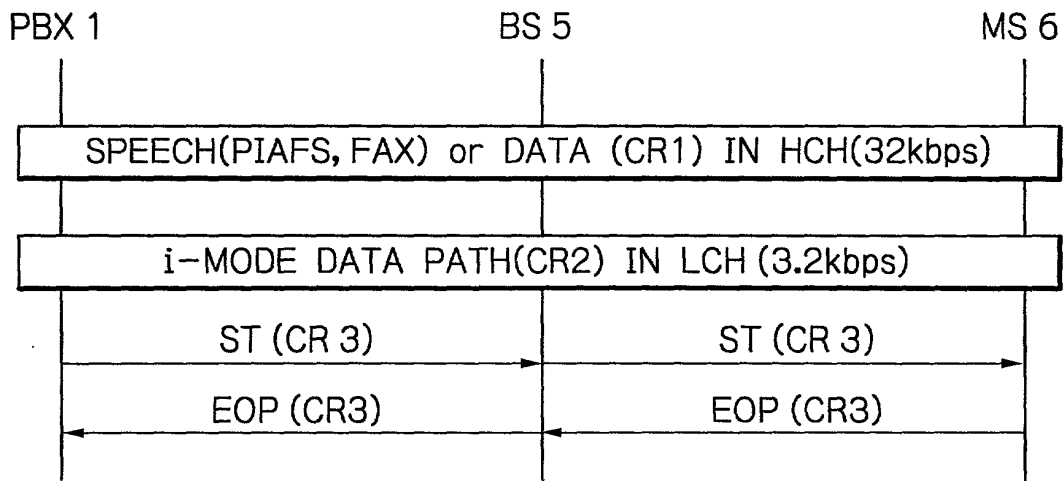 PBX 1 BS 5 MS 6
SPEECH(PIAFS, FAX) or DATA (CR1) IN HCH(32kbps)
i-MODE DATA PATH(CR2) IN LCH (3.2kbps)
ST (CR 3) ST (CR 3)
EOP (CR3) EOP (CR3)